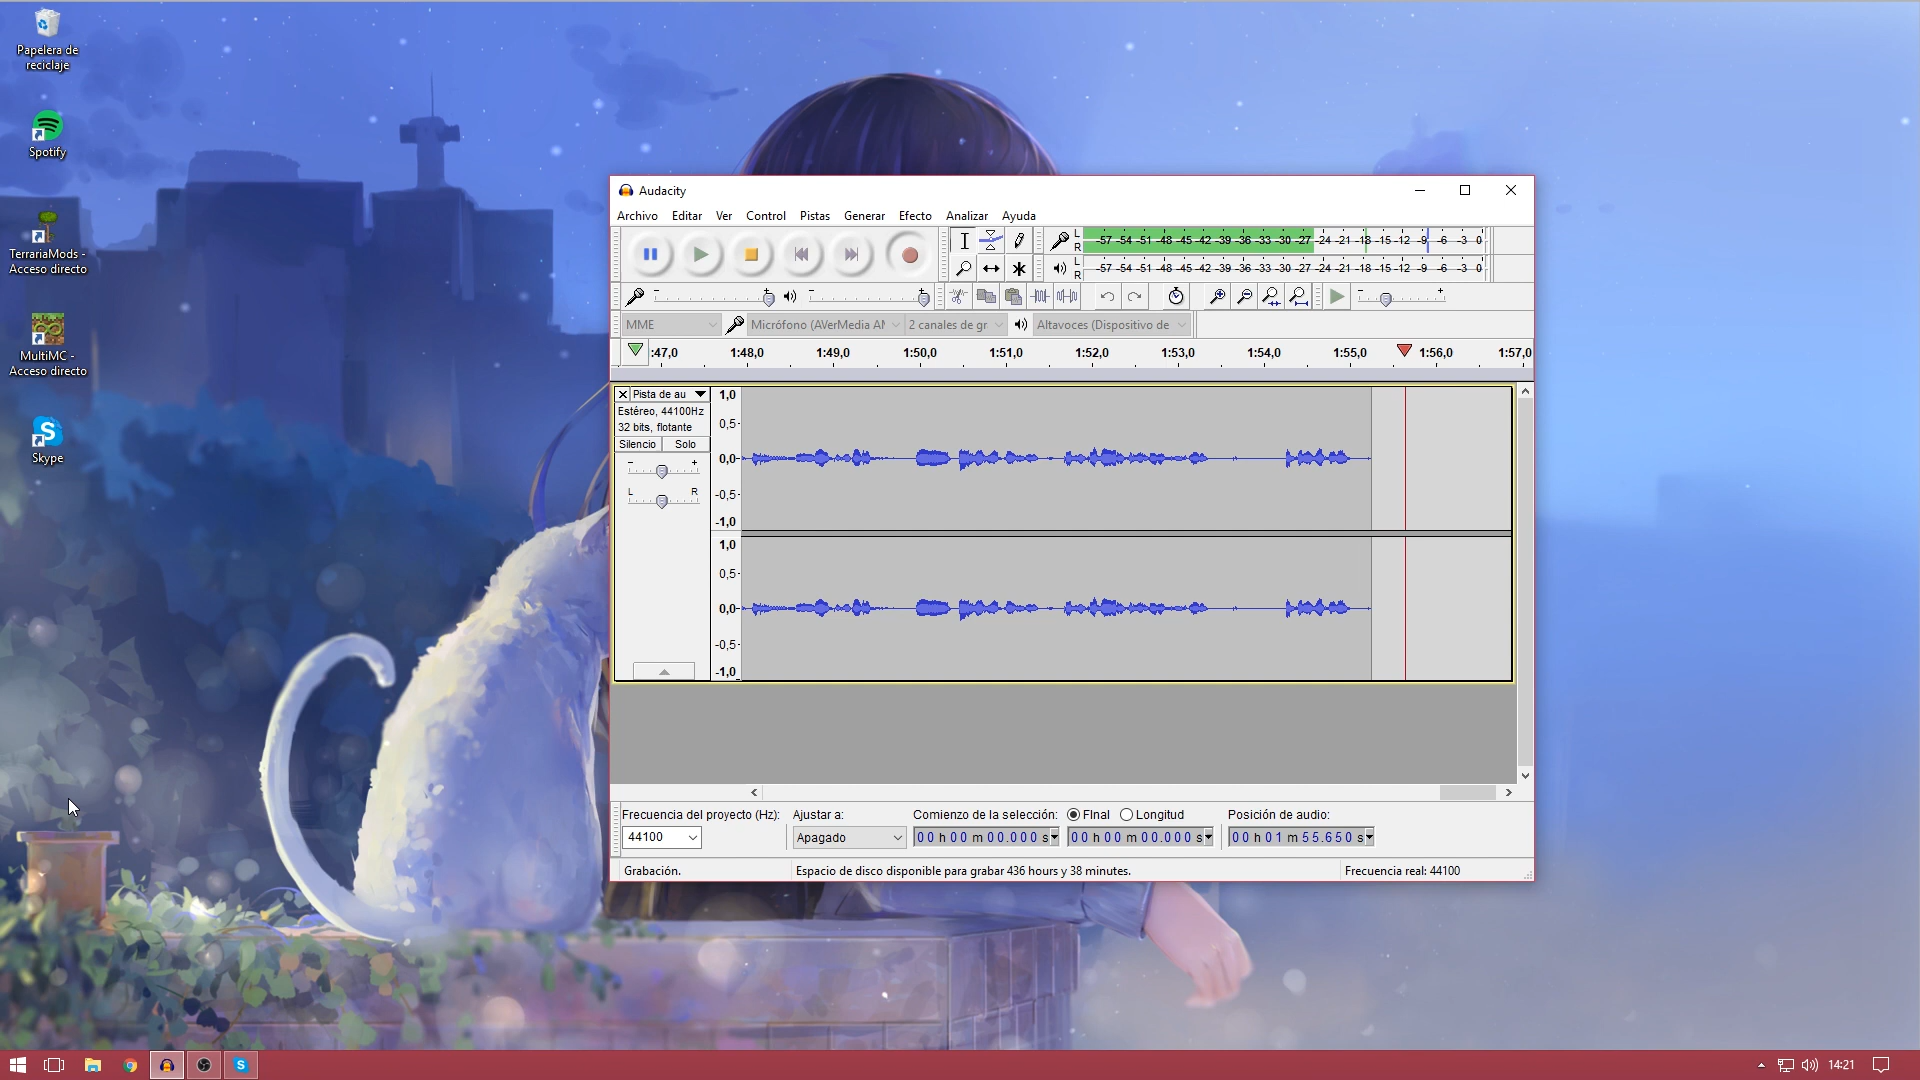 Papelera de
reciclaje
Spotify
TerrariaMods -
Acceso directo
MultiMC -
Acceso directo
Skype
Audacity
Archivo Editar Ver Control Pistas Generar Efecto Analizar Ayuda
L R -57 -54 -51 -48 -45 -42 -39 -36 -33 -30 -27 -24 -21 -18 -15 -12 -9 -6 -3 0
L R -57 -54 -51 -48 -45 -42 -39 -36 -33 -30 -27 -24 -21 -18 -15 -12 -9 -6 -3 0
- + - + - +
MME Micrófono (AVerMedia A 2 canales de gr Altavoces (Dispositivo de
:47,0 1:48,0 1:49,0 1:50,0 1:51,0 1:52,0 1:53,0 1:54,0 1:55,0 1:56,0 1:57,0
Pista de au
Estéreo, 44100Hz
32 bits, flotante
Silencio Solo
- +
L R
1,0
0,5-
0,0-
-0,5-
-1,0
1,0
0,5-
0,0-
-0,5-
-1,0
Frecuencia del proyecto (Hz): Ajustar a: Comienzo de la selección: FInal Longitud Posición de audio:
44100 Apagado 00 h 00 m 00.000 s 00 h 00 m 00.000 s 00 h 01 m 55.650 s
Grabación. Espacio de disco disponible para grabar 436 hours y 38 minutes. Frecuencia real: 44100
14:21